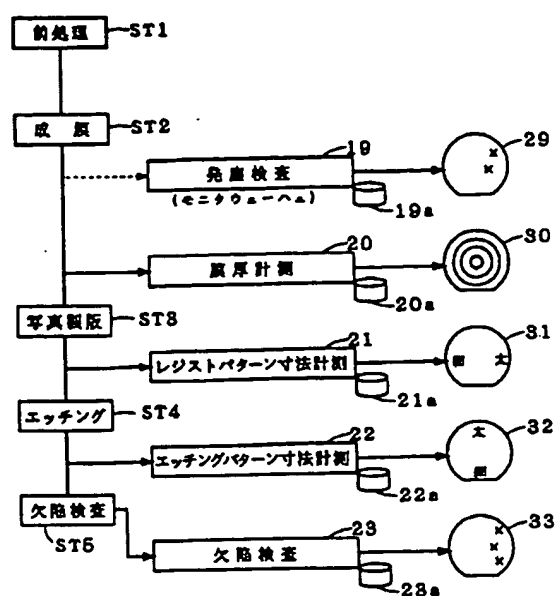 前処理
ST1
成膜
ST2
19
29
発塵検査
(モニタウェーハ)
19a
20
30
膜厚計測
20a
写真製版
ST3
21
31
レジストパターン寸法計測
細 太
21a
エッチング
ST4
22
32
エッチングパターン寸法計測
太
細
22a
欠陥検査
ST5
23
33
欠陥検査
23a